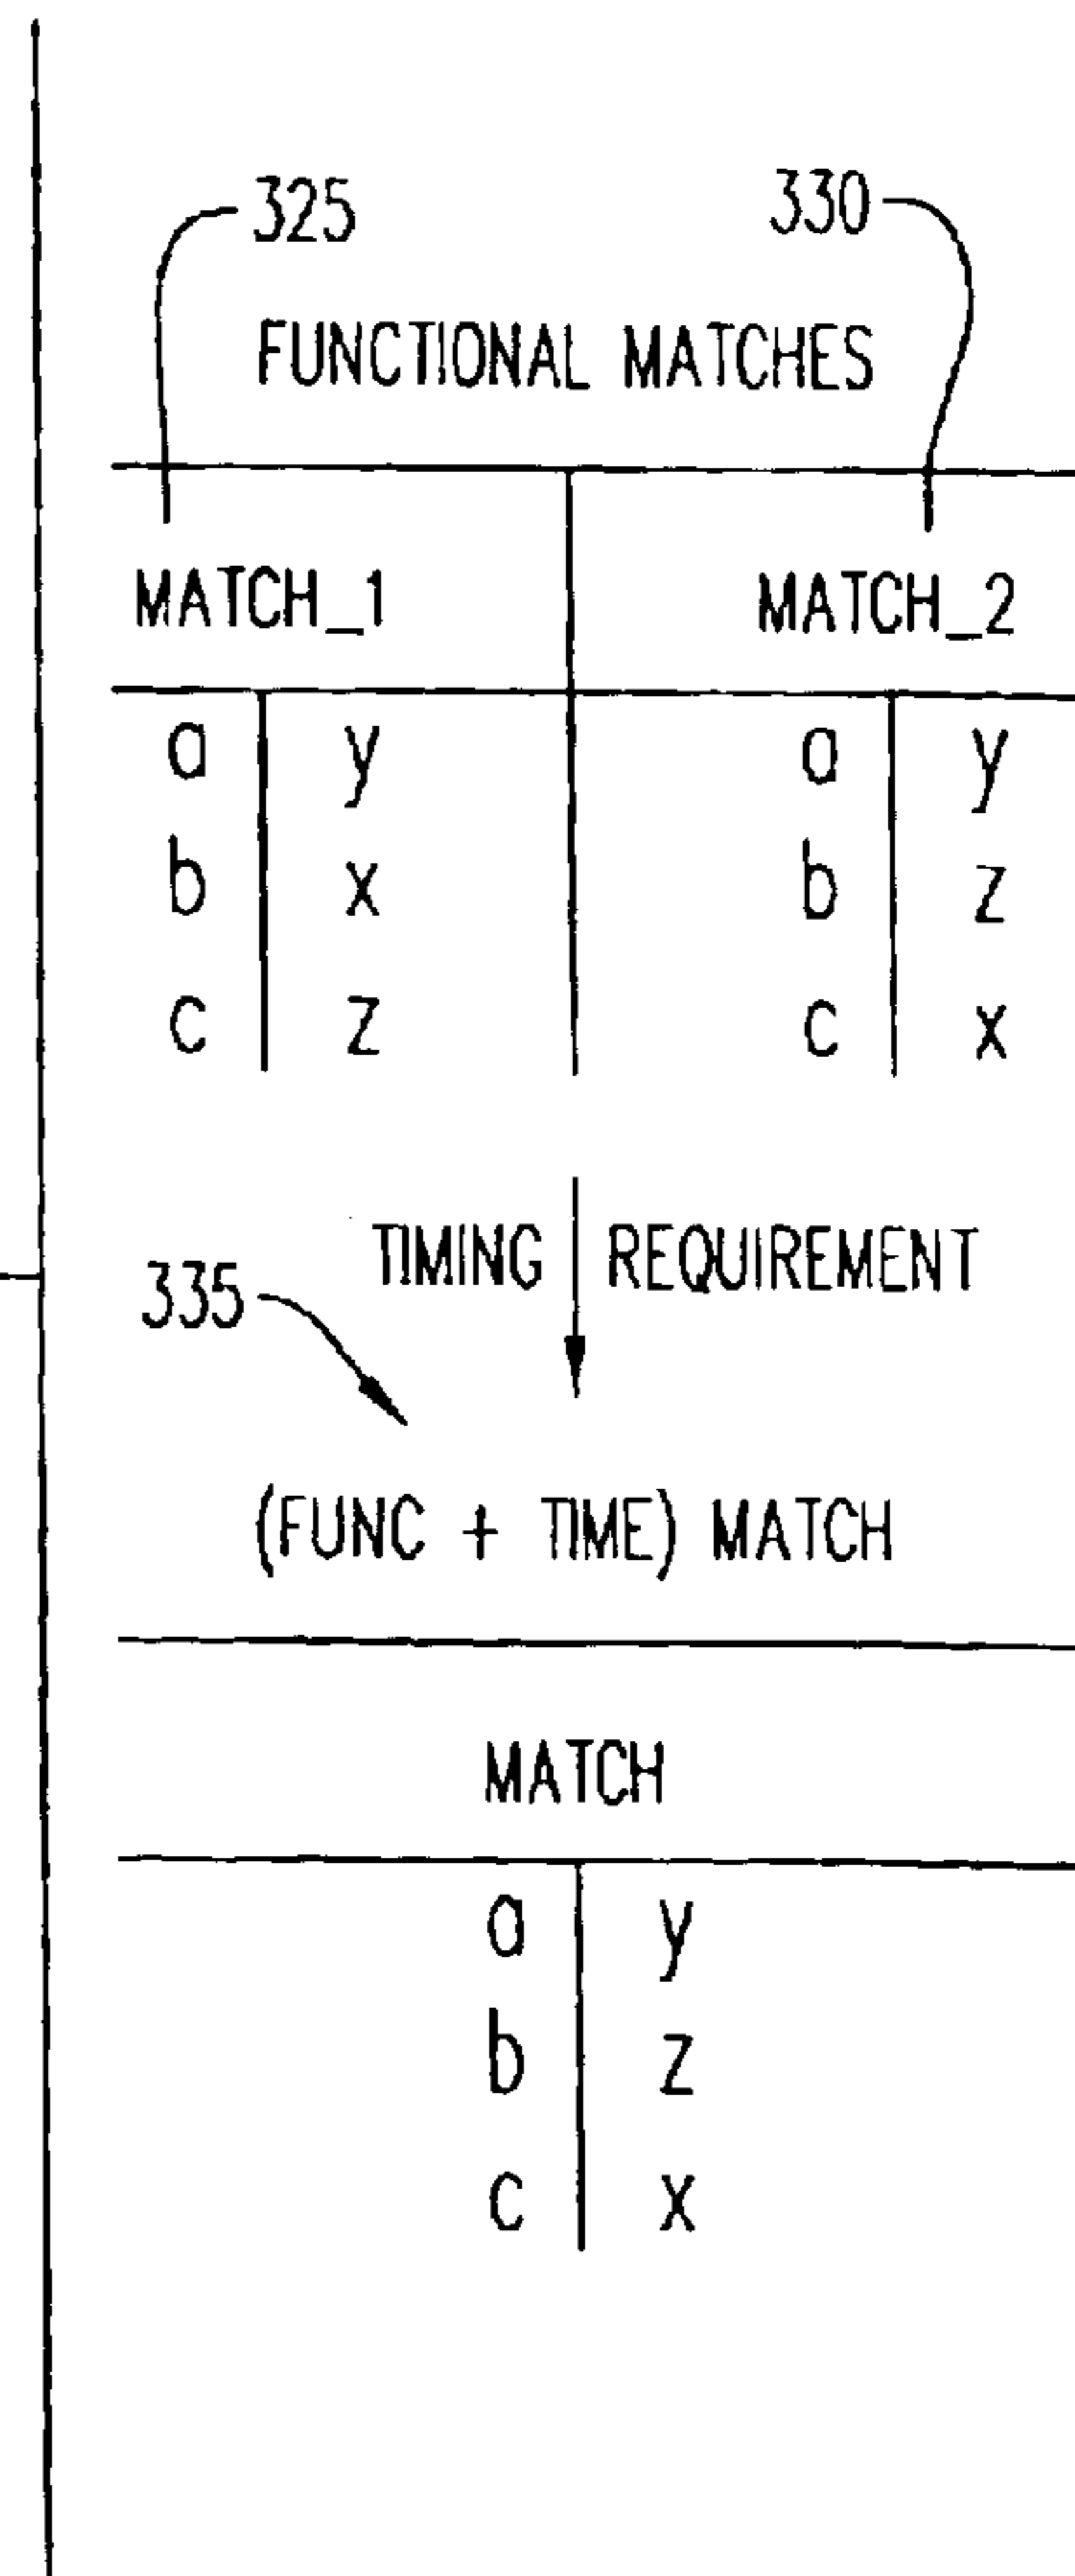 325 330
FUNCTIONAL MATCHES
MATCH_1 MATCH_2
a y a y
b x b z
c z c x
TIMING REQUIREMENT
335
(FUNC + TIME) MATCH
MATCH
a y
b z
c x